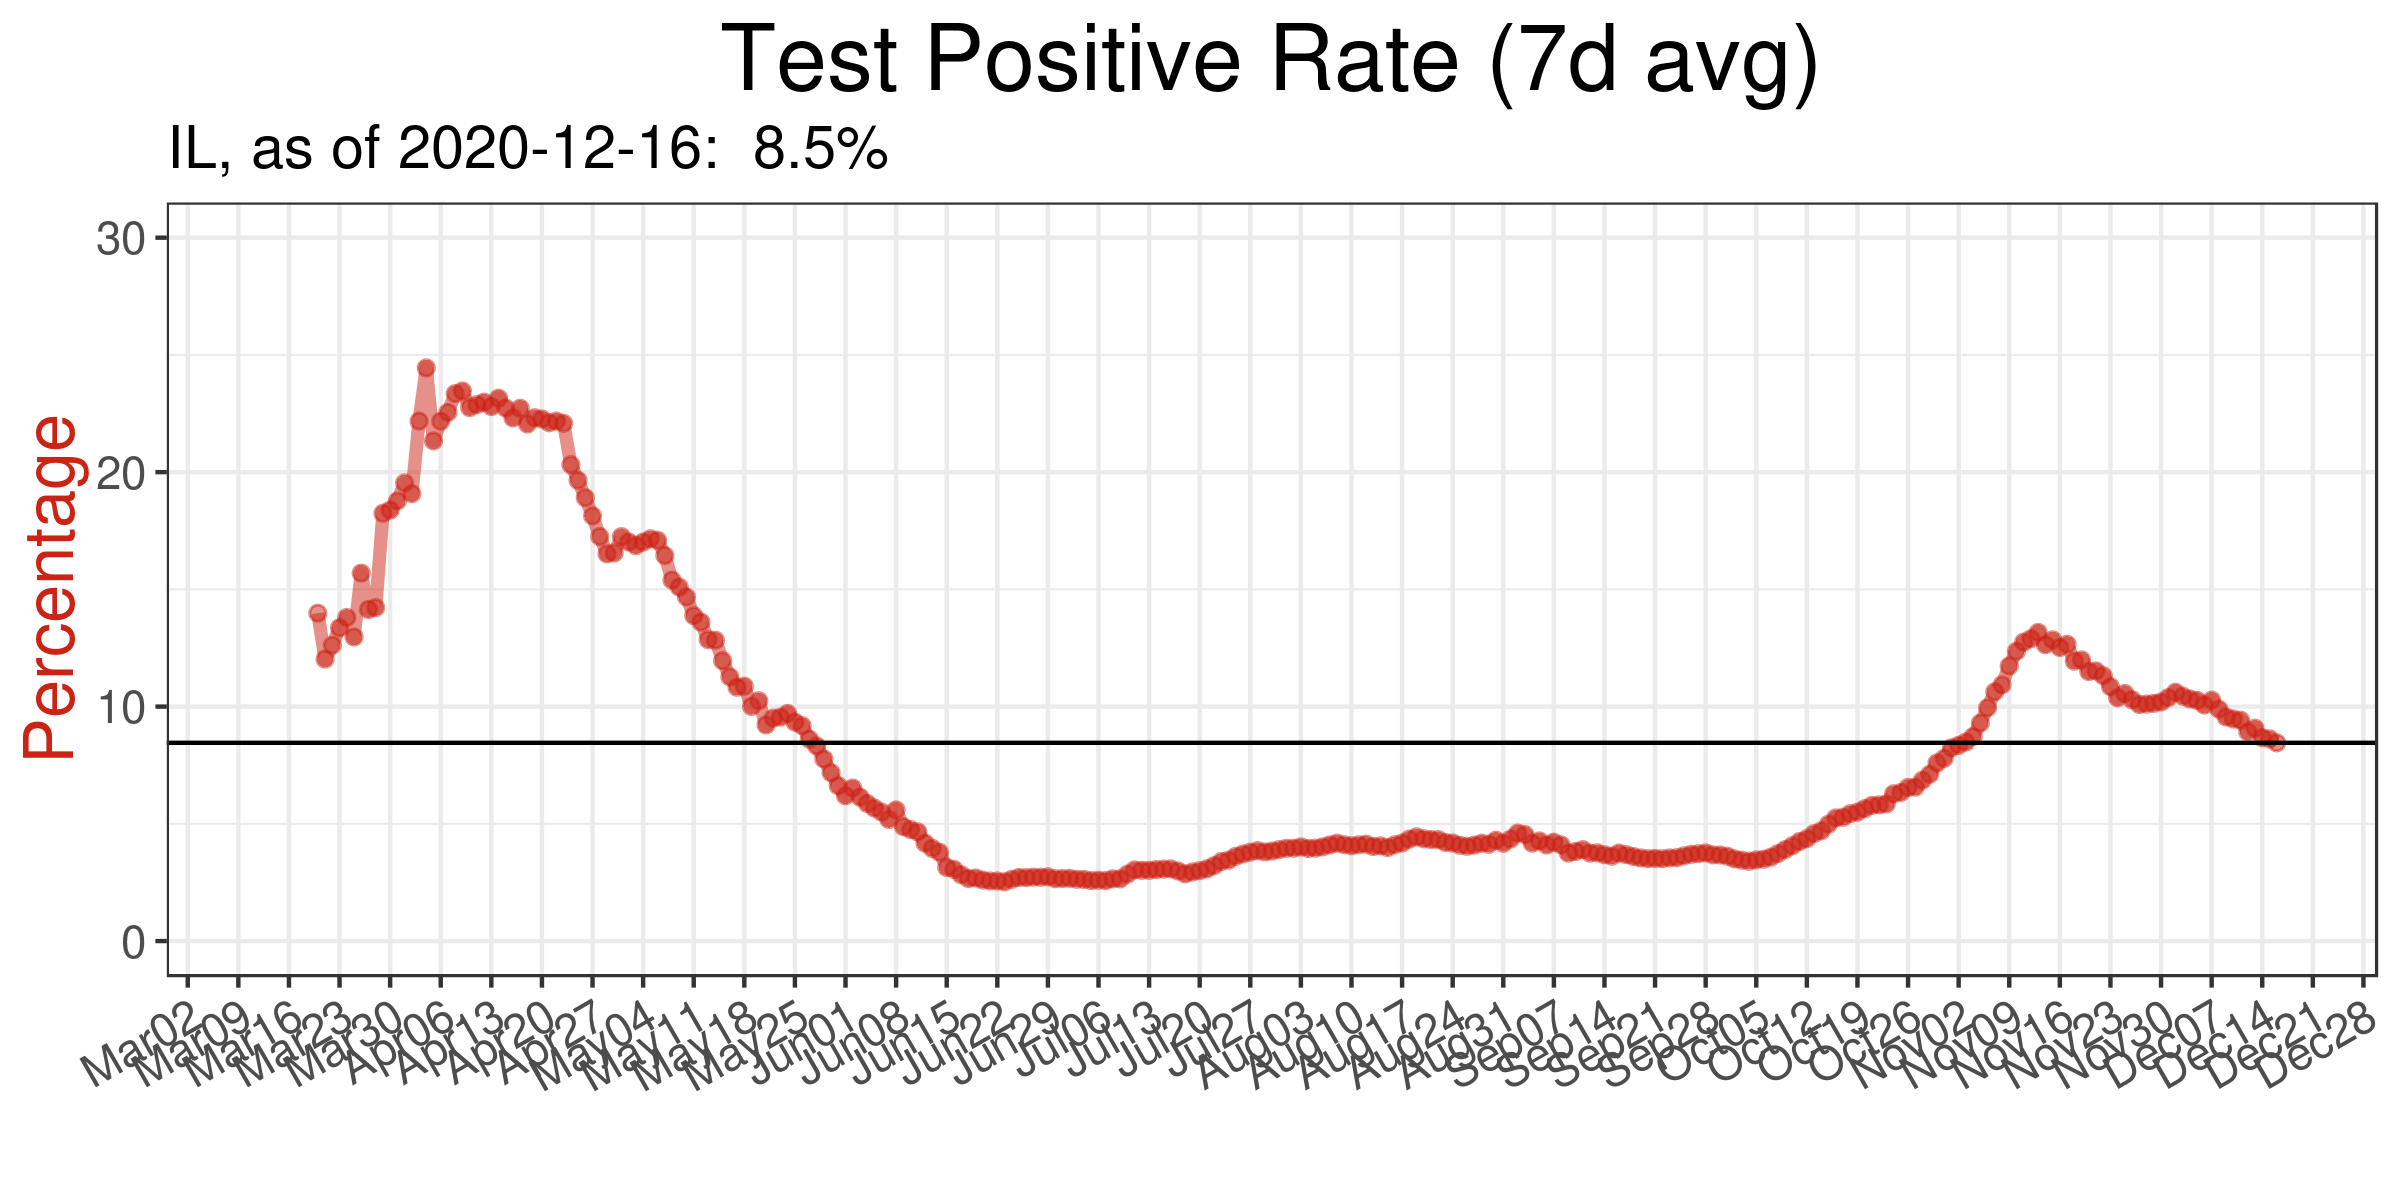 Test Positive Rate (7d avg)
IL, as of 2020-12-16:  8.5%
Percentage
30
20
10
0
Mar02
Mar09
Mar16
Mar23
Mar30
Apr06
Apr13
Apr20
Apr27
May04
May11
May18
May25
Jun01
Jun08
Jun15
Jun22
Jun29
Jul06
Jul13
Jul20
Jul27
Aug03
Aug10
Aug17
Aug24
Aug31
Sep07
Sep14
Sep21
Sep28
Oct05
Oct12
Oct19
Oct26
Nov02
Nov09
Nov16
Nov23
Nov30
Dec07
Dec14
Dec21
Dec28